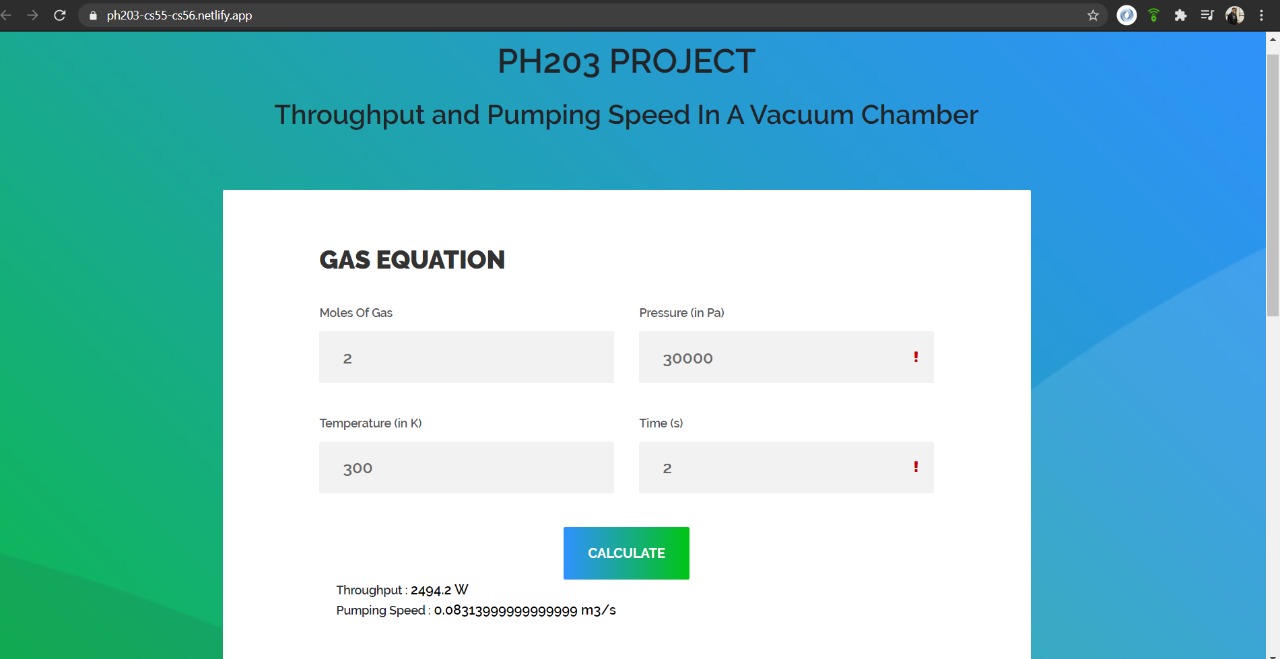 ph203-cs55-cs56.netlify.app
PH203 PROJECT
Throughput and Pumping Speed In A Vacuum Chamber
GAS EQUATION
Moles Of Gas
Pressure (in Pa)
2
30000
!
Temperature (in K)
Time (s)
300
2
!
CALCULATE
Throughput : 2494.2 W
Pumping Speed : 0.08313999999999999 m3/s